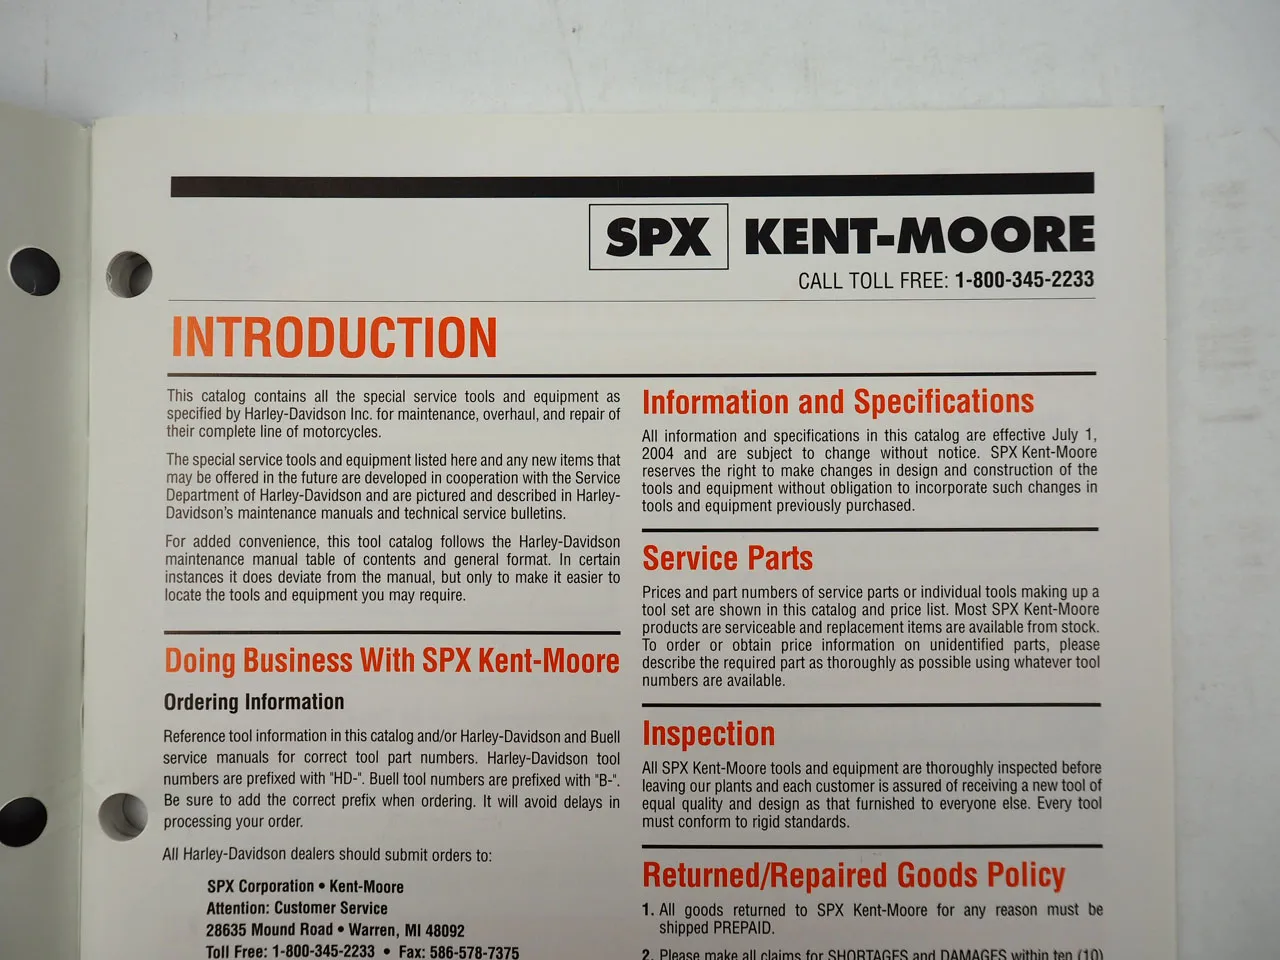 SPX KENT-MOORE
CALL TOLL FREE: 1-800-345-2233
INTRODUCTION
This catalog contains all the special service tools and equipment as
specified by Harley-Davidson Inc. for maintenance, overhaul, and repair of
their complete line of motorcycles.
The special service tools and equipment listed here and any new items that
may be offered in the future are developed in cooperation with the Service
Department of Harley-Davidson and are pictured and described in Harley-
Davidson's maintenance manuals and technical service bulletins.
For added convenience, this tool catalog follows the Harley-Davidson
maintenance manual table of contents and general format. In certain
instances it does deviate from the manual, but only to make it easier to
locate the tools and equipment you may require.
Doing Business With SPX Kent-Moore
Ordering Information
Reference tool information in this catalog and/or Harley-Davidson and Buell
service manuals for correct tool part numbers. Harley-Davidson tool
numbers are prefixed with "HD-". Buell tool numbers are prefixed with "B-".
Be sure to add the correct prefix when ordering. It will avoid delays in
processing your order.
All Harley-Davidson dealers should submit orders to:
SPX Corporation • Kent-Moore
Attention: Customer Service
28635 Mound Road • Warren, MI 48092
Toll Free: 1-800-345-2233 • Fax: 586-578-7375
Information and Specifications
All information and specifications in this catalog are effective July 1,
2004 and are subject to change without notice. SPX Kent-Moore
reserves the right to make changes in design and construction of the
tools and equipment without obligation to incorporate such changes in
tools and equipment previously purchased.
Service Parts
Prices and part numbers of service parts or individual tools making up a
tool set are shown in this catalog and price list. Most SPX Kent-Moore
products are serviceable and replacement items are available from stock.
To order or obtain price information on unidentified parts, please
describe the required part as thoroughly as possible using whatever tool
numbers are available.
Inspection
All SPX Kent-Moore tools and equipment are thoroughly inspected before
leaving our plants and each customer is assured of receiving a new tool of
equal quality and design as that furnished to everyone else. Every tool
must conform to rigid standards.
Returned/Repaired Goods Policy
1. All goods returned to SPX Kent-Moore for any reason must be
shipped PREPAID.
2. Please make all claims for SHORTAGES and DAMAGES within ten (10)